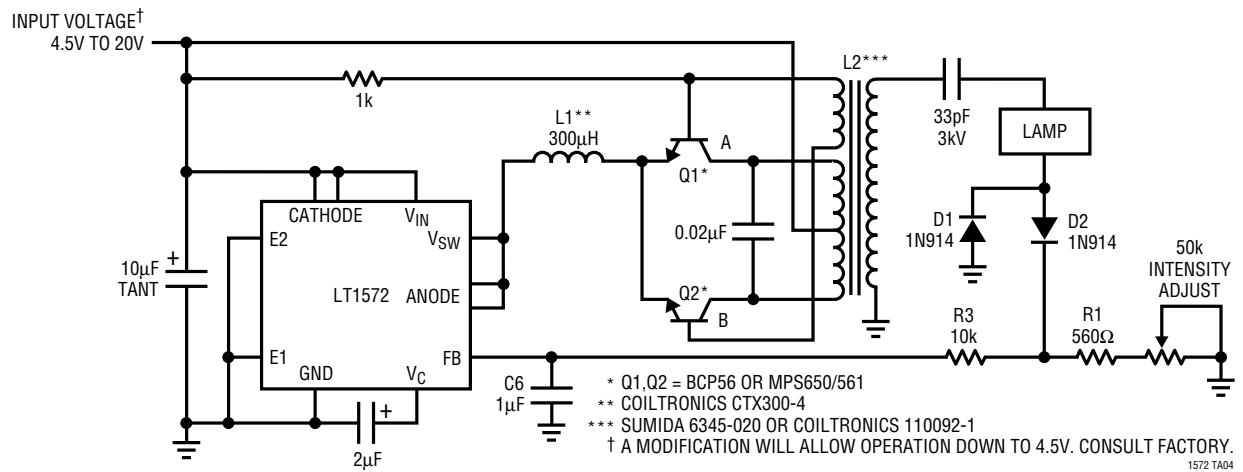 INPUT VOLTAGE†
4.5V TO 20V
1k
L1**
300µH
A
Q1*
L2***
33pF
3kV
LAMP
CATHODE
VIN
VSW
E2
10µF
TANT
+
LT1572
ANODE
0.02µF
Q2*
B
D1
1N914
D2
1N914
50k
INTENSITY
ADJUST
E1
GND
VC
FB
R3
10k
R1
560Ω
C6
1µF
+
2µF
* Q1,Q2 = BCP56 OR MPS650/561
** COILTRONICS CTX300-4
*** SUMIDA 6345-020 OR COILTRONICS 110092-1
† A MODIFICATION WILL ALLOW OPERATION DOWN TO 4.5V. CONSULT FACTORY.
1572 TA04